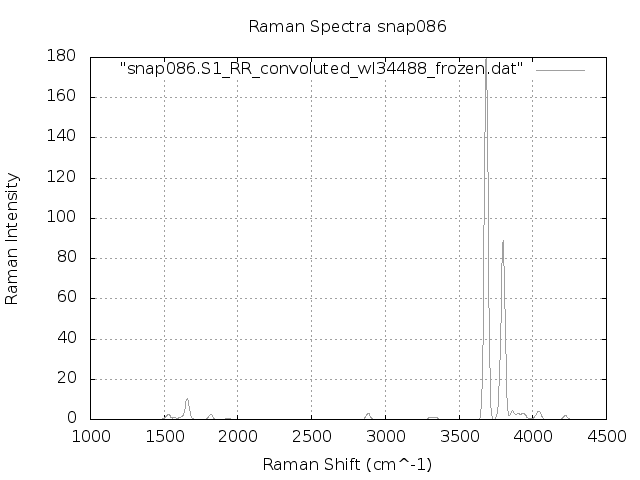 Raman Spectra snap086
"snap086.S1_RR_convoluted_wl34488_frozen.dat"
180
160
140
120
100
80
60
40
20
0
Raman Intensity
1000 1500 2000 2500 3000 3500 4000 4500
Raman Shift (cm^-1)